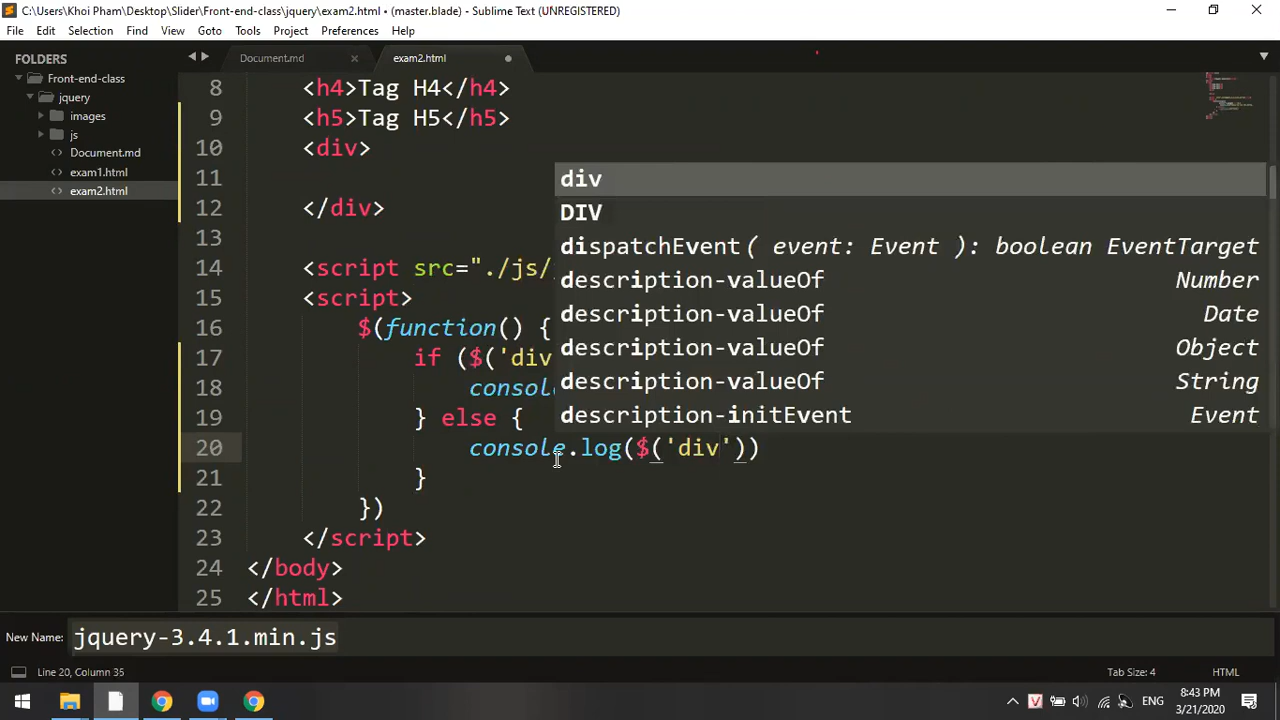 C:\Users\Khoi Pham\Desktop\Slider\Front-end-class\jquery\exam2.html • (master.blade) - Sublime Text (UNREGISTERED)
File Edit Selection Find View Goto Tools Project Preferences Help
FOLDERS
Front-end-class
jquery
images
js
Document.md
exam1.html
exam2.html
Document.md
exam2.html
8 <h4>Tag H4</h4>
9 <h5>Tag H5</h5>
10 <div>
11
12 </div>
13
14 <script src="./js/
15 <script>
16 $(function() {
17 if ($('div
18 consol
19 } else {
20 console.log($('div'))
21 }
22 })
23 </script>
24 </body>
25 </html>
div
DIV
dispatchEvent( event: Event ): boolean EventTarget
description-valueOf Number
description-valueOf Date
description-valueOf Object
description-valueOf String
description-initEvent Event
New Name: jquery-3.4.1.min.js
Line 20, Column 35
Tab Size: 4
HTML
ENG
8:43 PM
3/21/2020